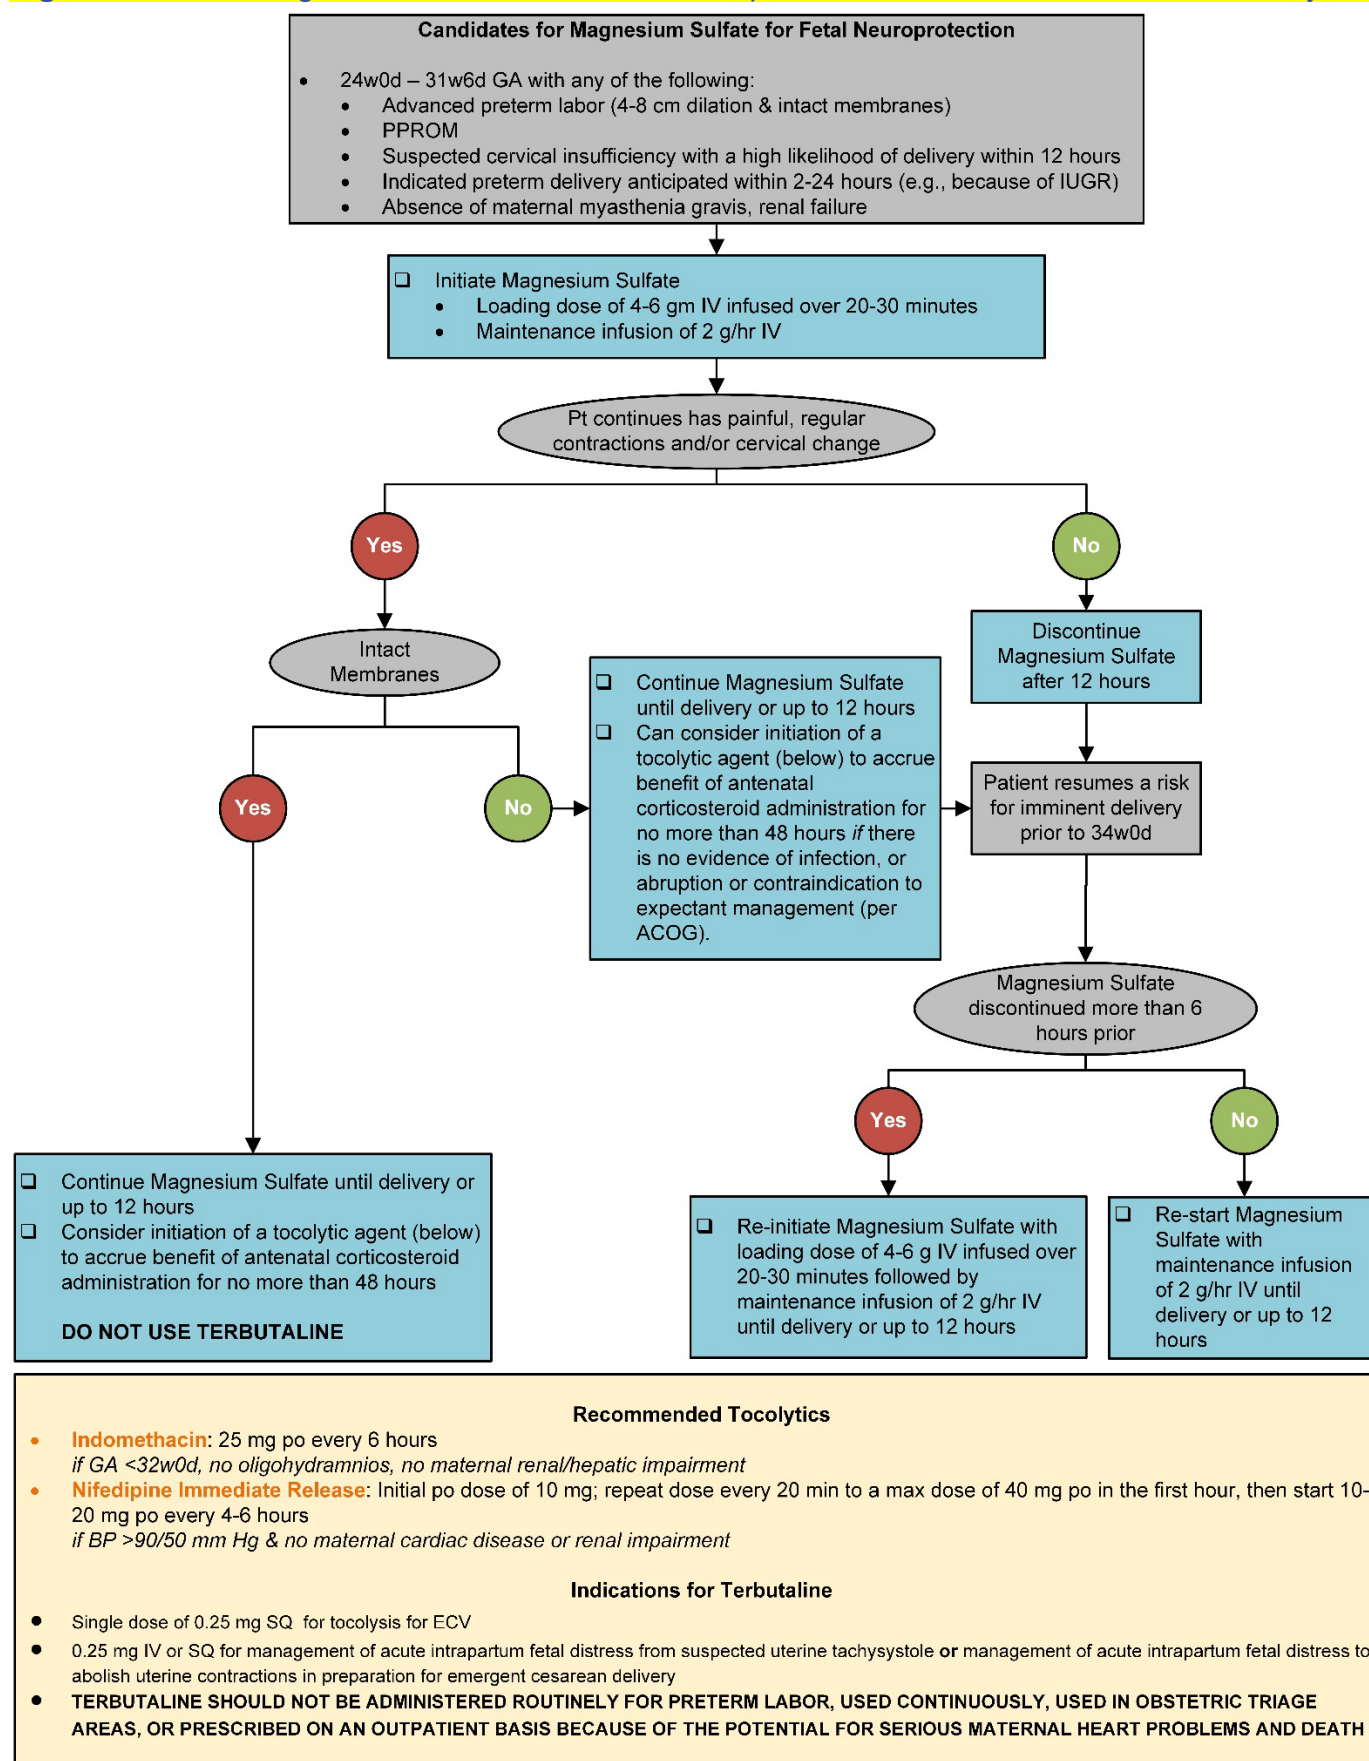 Candidates for Magnesium Sulfate for Fetal Neuroprotection
• 24w0d – 31w6d GA with any of the following:
• Advanced preterm labor (4-8 cm dilation & intact membranes)
• PPROM
• Suspected cervical insufficiency with a high likelihood of delivery within 12 hours
• Indicated preterm delivery anticipated within 2-24 hours (e.g., because of IUGR)
• Absence of maternal myasthenia gravis, renal failure
❑ Initiate Magnesium Sulfate
• Loading dose of 4-6 gm IV infused over 20-30 minutes
• Maintenance infusion of 2 g/hr IV
Pt continues has painful, regular
contractions and/or cervical change
Yes
No
Intact
Membranes
Discontinue
Magnesium Sulfate
after 12 hours
Yes
No
❑ Continue Magnesium Sulfate
until delivery or up to 12 hours
❑ Can consider initiation of a
tocolytic agent (below) to accrue
benefit of antenatal
corticosteroid administration for
no more than 48 hours if there
is no evidence of infection, or
abruption or contraindication to
expectant management (per
ACOG).
Patient resumes a risk
for imminent delivery
prior to 34w0d
Magnesium Sulfate
discontinued more than 6
hours prior
Yes
No
❑ Continue Magnesium Sulfate until delivery or
up to 12 hours
❑ Consider initiation of a tocolytic agent (below)
to accrue benefit of antenatal corticosteroid
administration for no more than 48 hours
DO NOT USE TERBUTALINE
❑ Re-initiate Magnesium Sulfate with
loading dose of 4-6 g IV infused over
20-30 minutes followed by
maintenance infusion of 2 g/hr IV
until delivery or up to 12 hours
❑ Re-start Magnesium
Sulfate with
maintenance infusion
of 2 g/hr IV until
delivery or up to 12
hours
Recommended Tocolytics
• Indomethacin: 25 mg po every 6 hours
if GA <32w0d, no oligohydramnios, no maternal renal/hepatic impairment
• Nifedipine Immediate Release: Initial po dose of 10 mg; repeat dose every 20 min to a max dose of 40 mg po in the first hour, then start 10-
20 mg po every 4-6 hours
if BP >90/50 mm Hg & no maternal cardiac disease or renal impairment
Indications for Terbutaline
• Single dose of 0.25 mg SQ for tocolysis for ECV
• 0.25 mg IV or SQ for management of acute intrapartum fetal distress from suspected uterine tachysystole or management of acute intrapartum fetal distress to
abolish uterine contractions in preparation for emergent cesarean delivery
• TERBUTALINE SHOULD NOT BE ADMINISTERED ROUTINELY FOR PRETERM LABOR, USED CONTINUOUSLY, USED IN OBSTETRIC TRIAGE
AREAS, OR PRESCRIBED ON AN OUTPATIENT BASIS BECAUSE OF THE POTENTIAL FOR SERIOUS MATERNAL HEART PROBLEMS AND DEATH